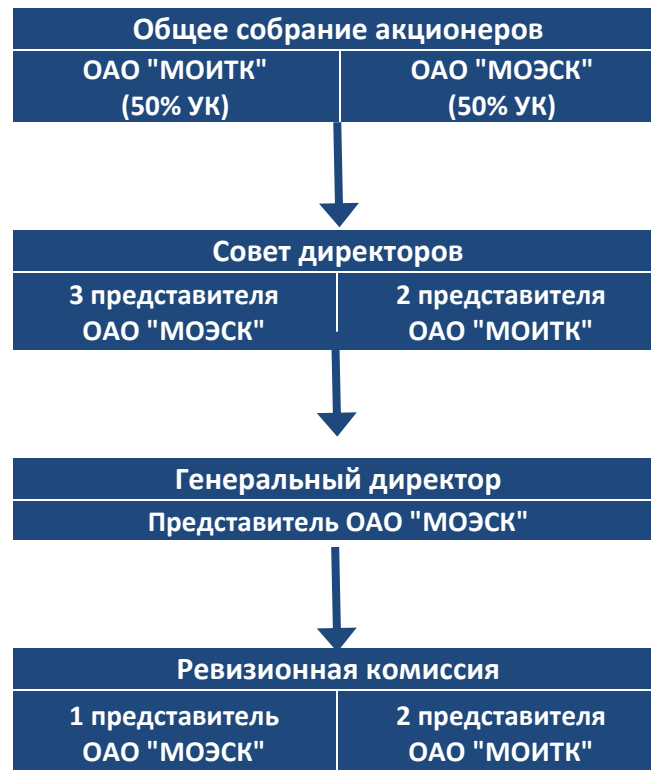 Общее собрание акционеров
ОАО "МОИТК"
(50% УК)
ОАО "МОЭСК"
(50% УК)
Совет директоров
3 представителя
ОАО "МОЭСК"
2 представителя
ОАО "МОИТК"
Генеральный директор
Представитель ОАО "МОЭСК"
Ревизионная комиссия
1 представитель
ОАО "МОЭСК"
2 представителя
ОАО "МОИТК"